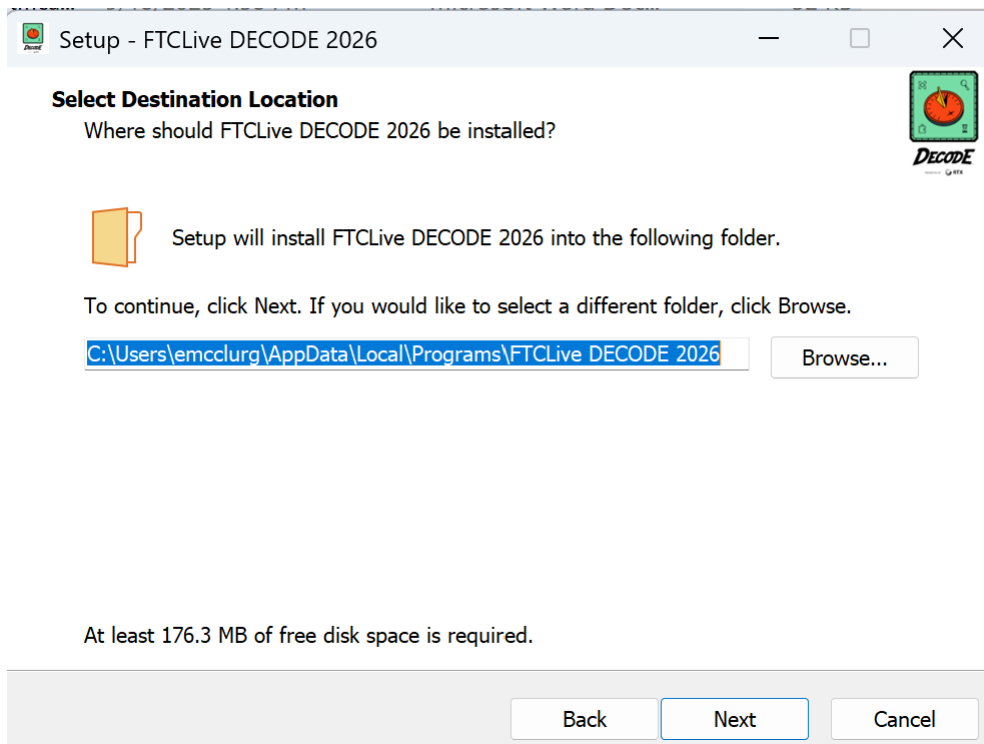 Setup - FTCLive DECODE 2026
Select Destination Location
Where should FTCLive DECODE 2026 be installed?
DECODE
RTX
Setup will install FTCLive DECODE 2026 into the following folder.
To continue, click Next. If you would like to select a different folder, click Browse.
C:\Users\emcclurg\AppData\Local\Programs\FTCLive DECODE 2026
Browse...
At least 176.3 MB of free disk space is required.
Back
Next
Cancel